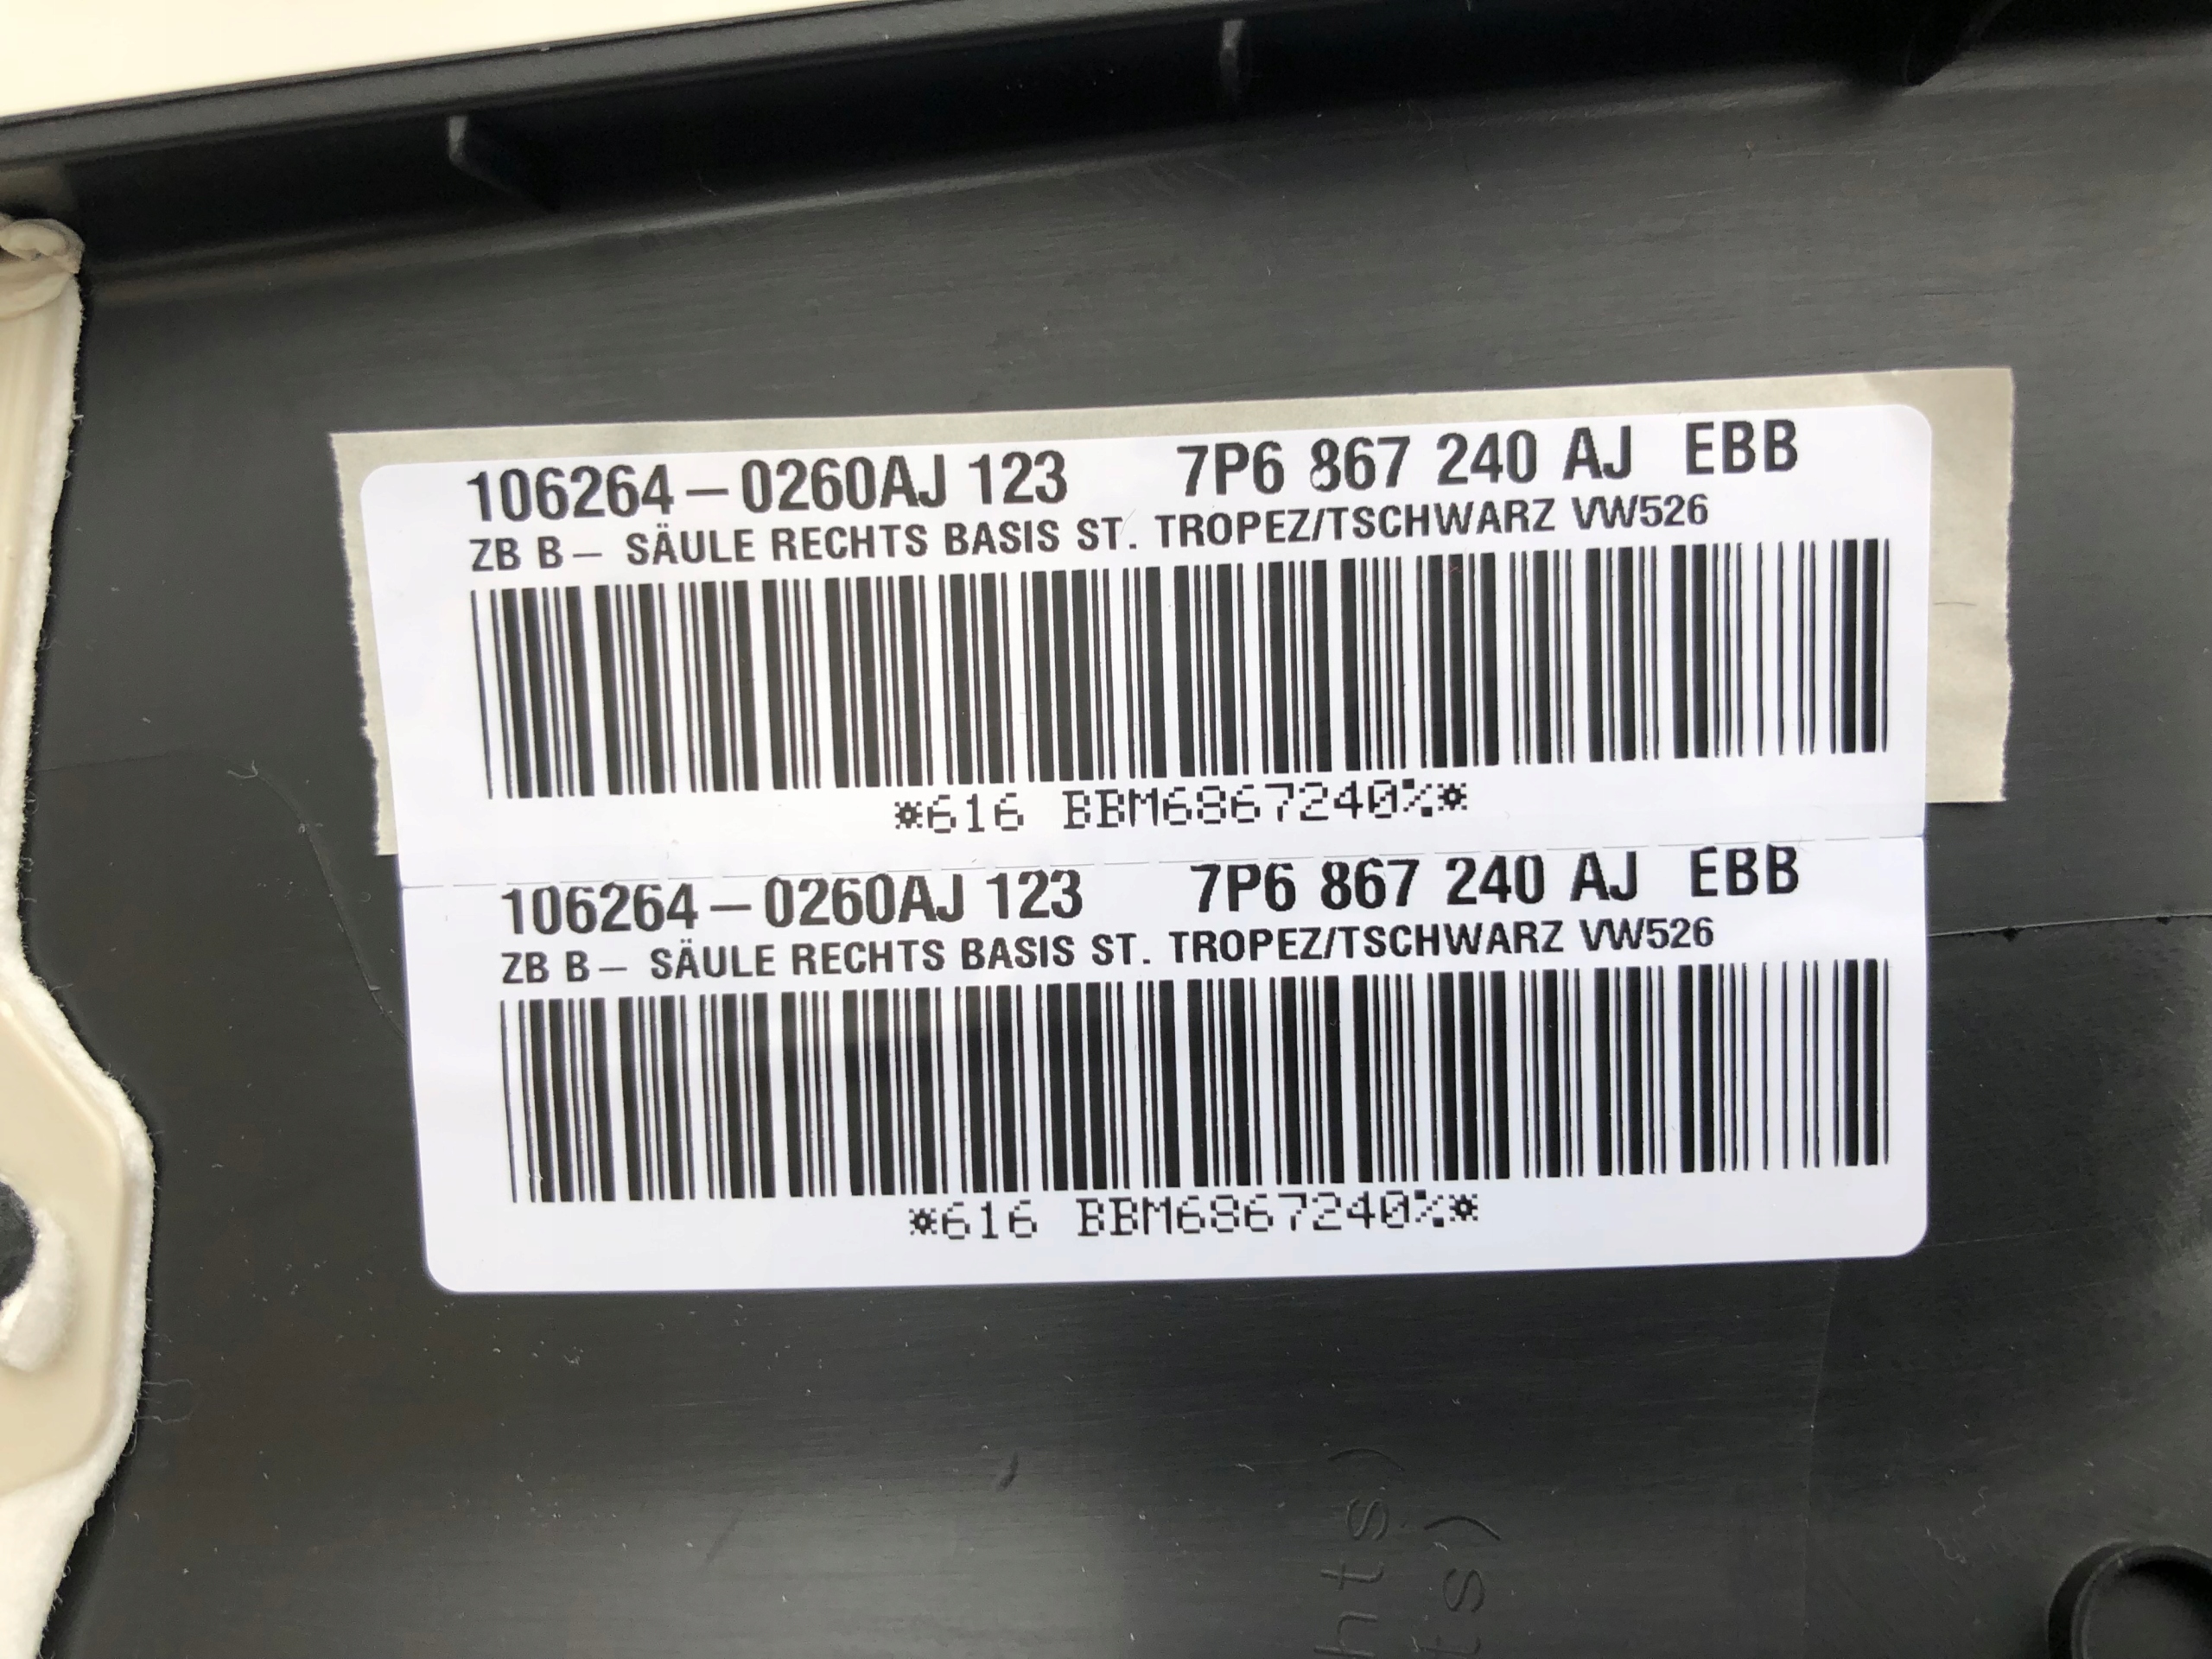 106264-0260AJ 123 7P6 867 240 AJ EBB
ZB B- SÄULE RECHTS BASIS ST. TROPEZ/TSCHWARZ VW526
*616 BBM6867240%*
106264-0260AJ 123 7P6 867 240 AJ EBB
ZB B- SÄULE RECHTS BASIS ST. TROPEZ/TSCHWARZ VW526
*616 BBM6867240%*